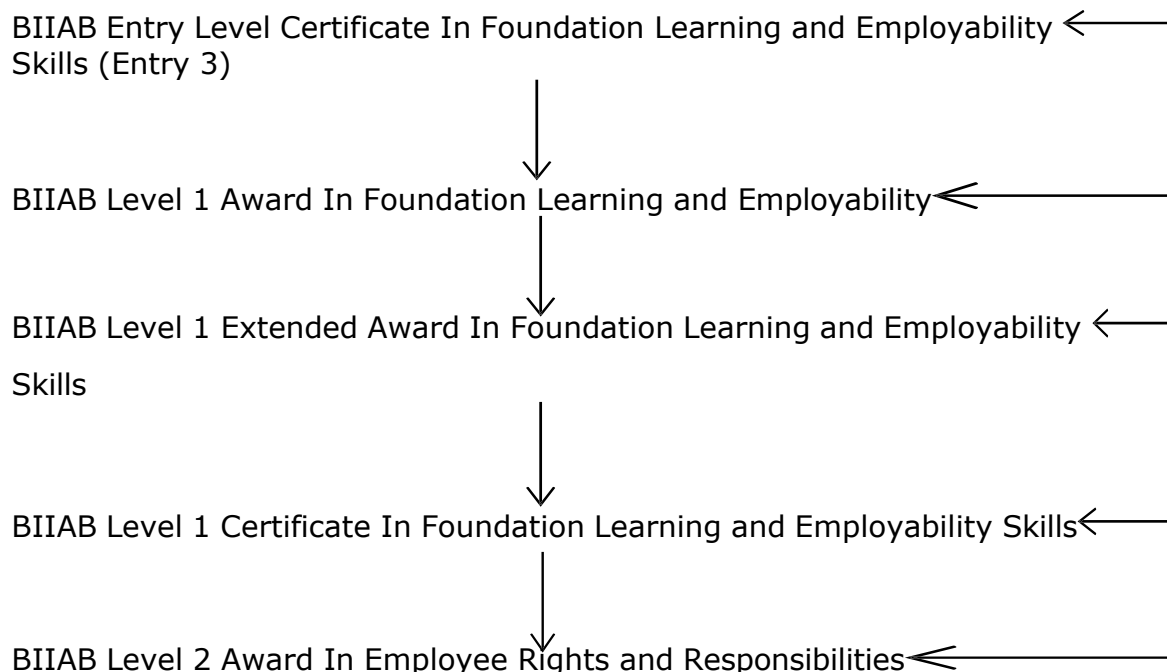 BIIAB Entry Level Certificate In Foundation Learning and Employability
Skills (Entry 3)
BIIAB Level 1 Award In Foundation Learning and Employability
BIIAB Level 1 Extended Award In Foundation Learning and Employability
Skills
BIIAB Level 1 Certificate In Foundation Learning and Employability Skills
BIIAB Level 2 Award In Employee Rights and Responsibilities